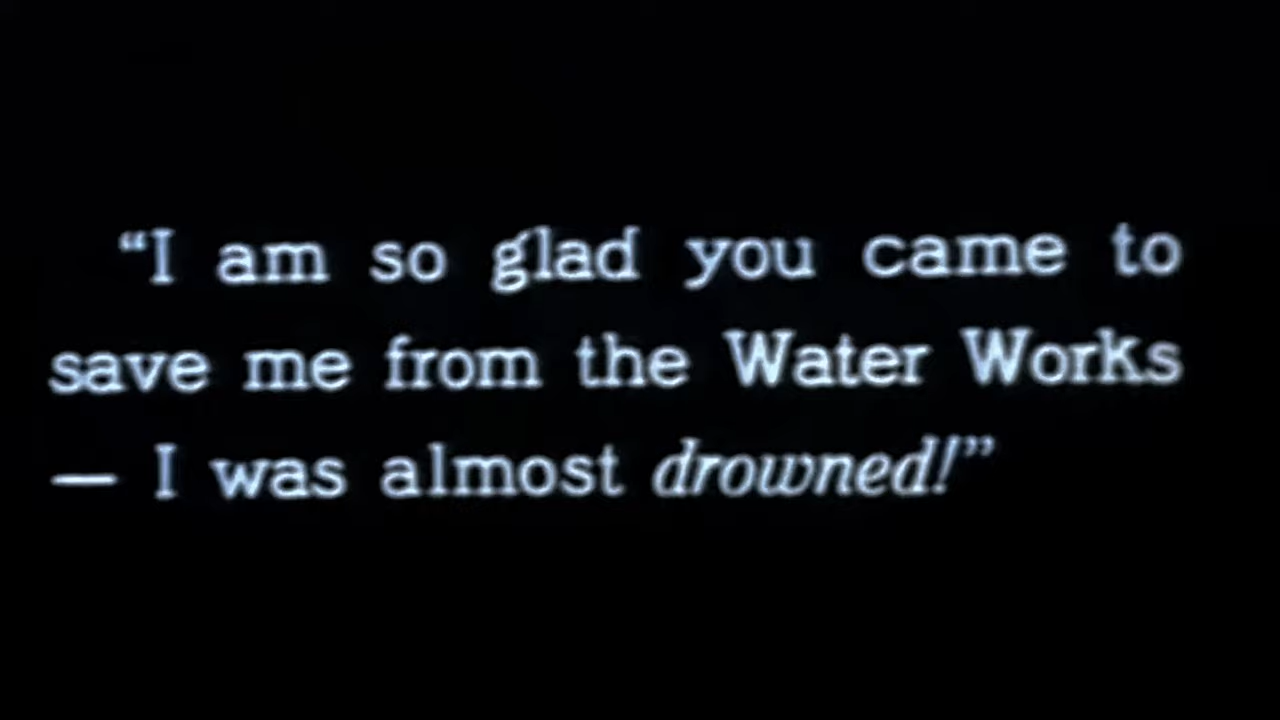 “I am so glad you came to
save me from the Water Works
— I was almost drowned!”